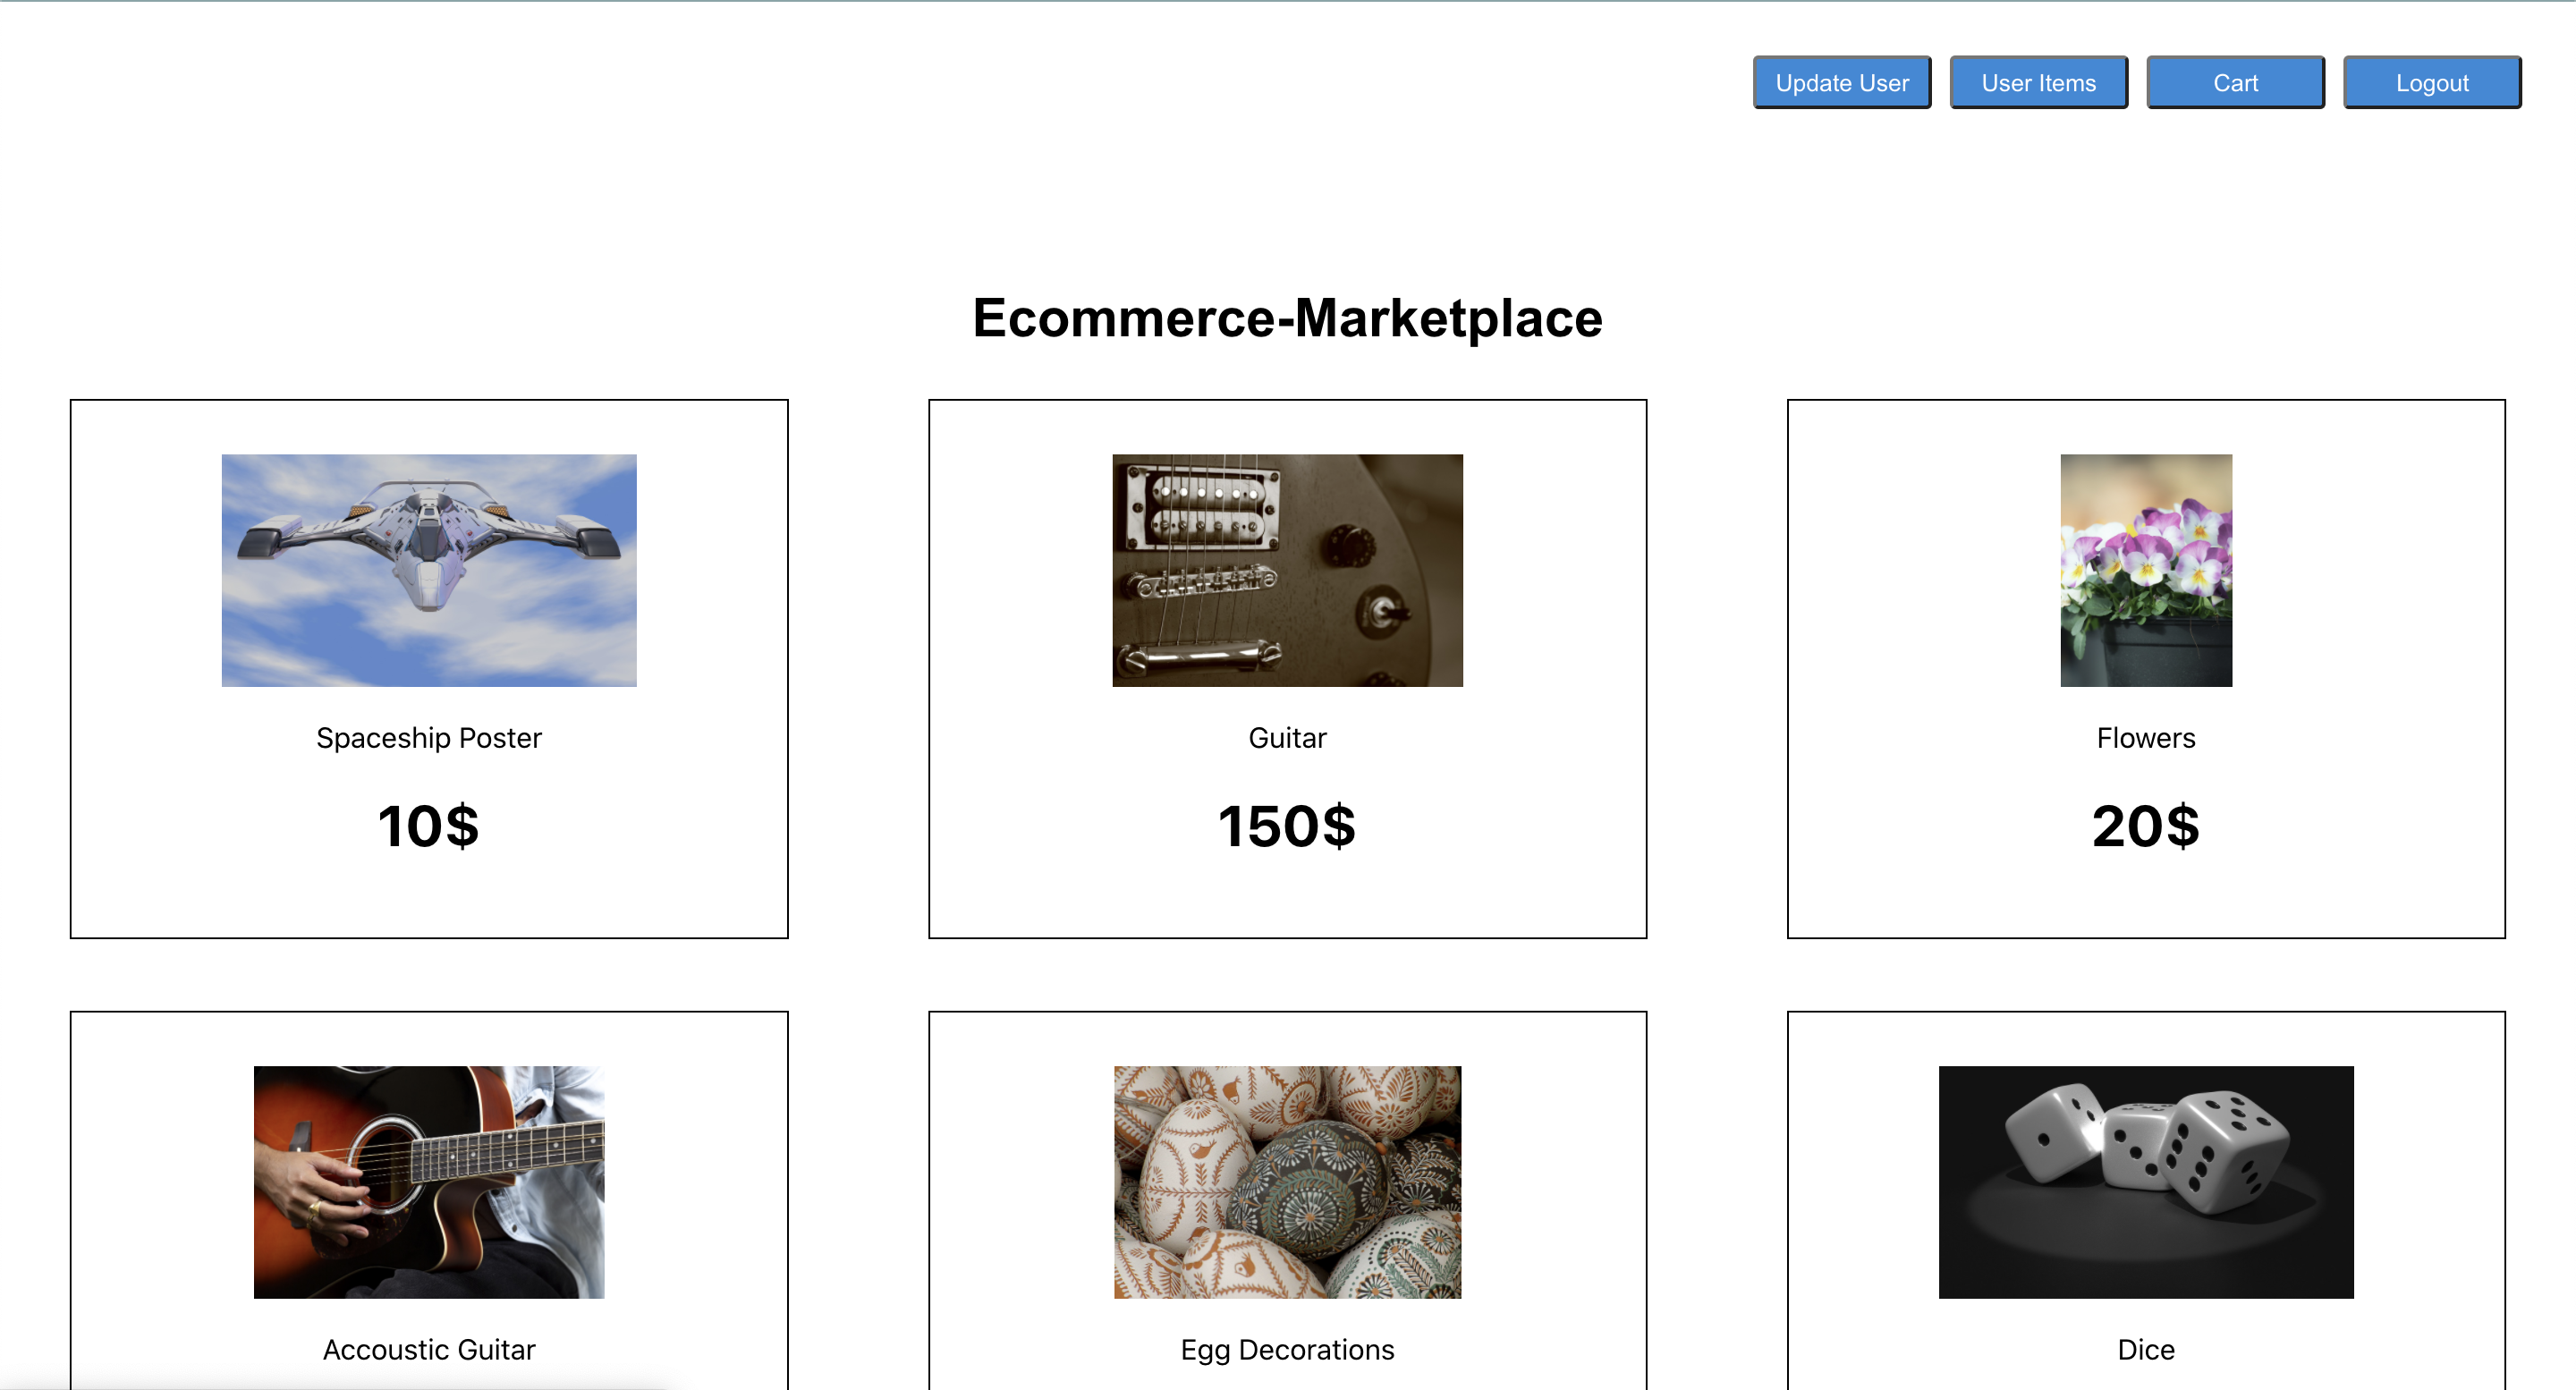 Update User User Items Cart Logout
Ecommerce-Marketplace
Spaceship Poster Guitar Flowers
10$ 150$ 20$
Accoustic Guitar Egg Decorations Dice